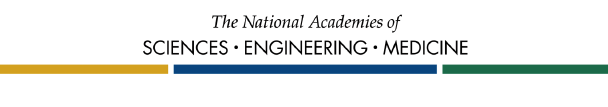 The National Academies of
SCIENCES • ENGINEERING • MEDICINE